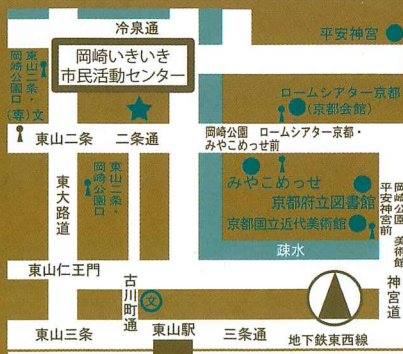 冷泉通
平安神宮
岡崎いきいき
市民活動センター
東山二条・
岡崎公園口
ロームシアター京都
(京都会館)
(専)文
東山二条
二条通
岡崎公園 ロームシアター京都・
みやこめっせ前
東山二条・
岡崎公園口
東大路通
みやこめっせ
京都府立図書館
京都国立近代美術館
岡崎公園 美術館
平安神宮前
疎水
東山仁王門
古川町通
文
神宮道
東山三条
東山駅
三条通
地下鉄東西線